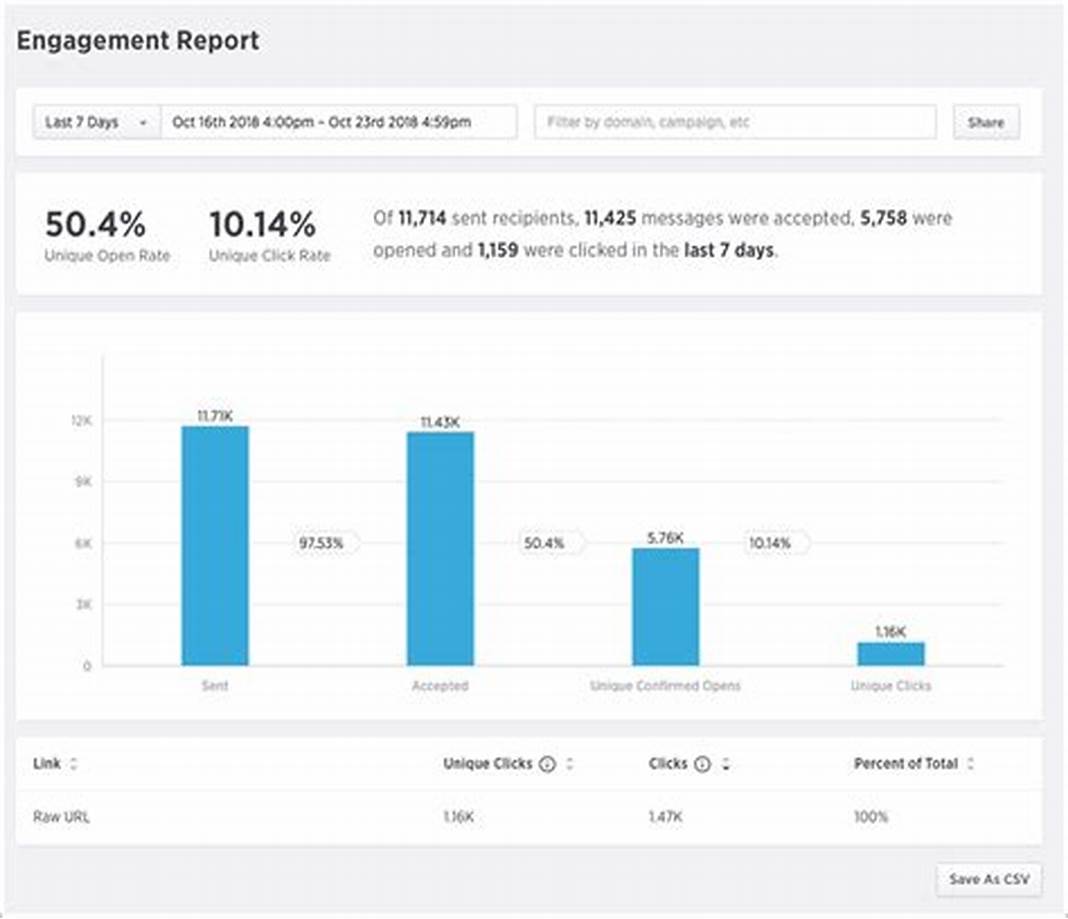 Engagement Report
Last 7 Days
Oct 16th 2018 4:00pm - Oct 23rd 2018 4:59pm
Filter by domain, campaign, etc
Share
50.4%
Unique Open Rate
10.14%
Unique Click Rate
Of 11,714 sent recipients, 11,425 messages were accepted, 5,758 were
opened and 1,159 were clicked in the last 7 days.
12K
9K
6K
3K
0
11.71K
11.43K
5.76K
1.16K
97.53%
50.4%
10.14%
Sent
Accepted
Unique Confirmed Opens
Unique Clicks
Link
Unique Clicks
Clicks
Percent of Total
Raw URL
1.16K
1.47K
100%
Save As CSV